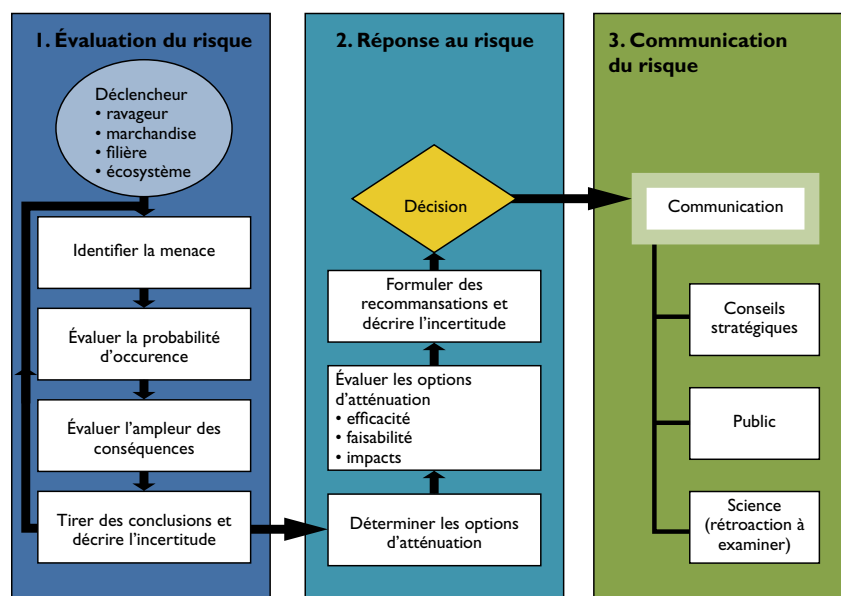 1. Évaluation du risque
Déclencheur
• ravageur
• marchandise
• filière
• écosystème
Identifier la menace
Évaluer la probabilité
d’occurence
Évaluer l’ampleur des
conséquences
Tirer des conclusions et
décrire l’incertitude
2. Réponse au risque
Décision
Formuler des
recommansations et
décrire l’incertitude
Évaluer les options
d’atténuation
• efficacité
• faisabilité
• impacts
Déterminer les options
d’atténuation
3. Communication
du risque
Communication
Conseils
stratégiques
Public
Science
(rétroaction à
examiner)